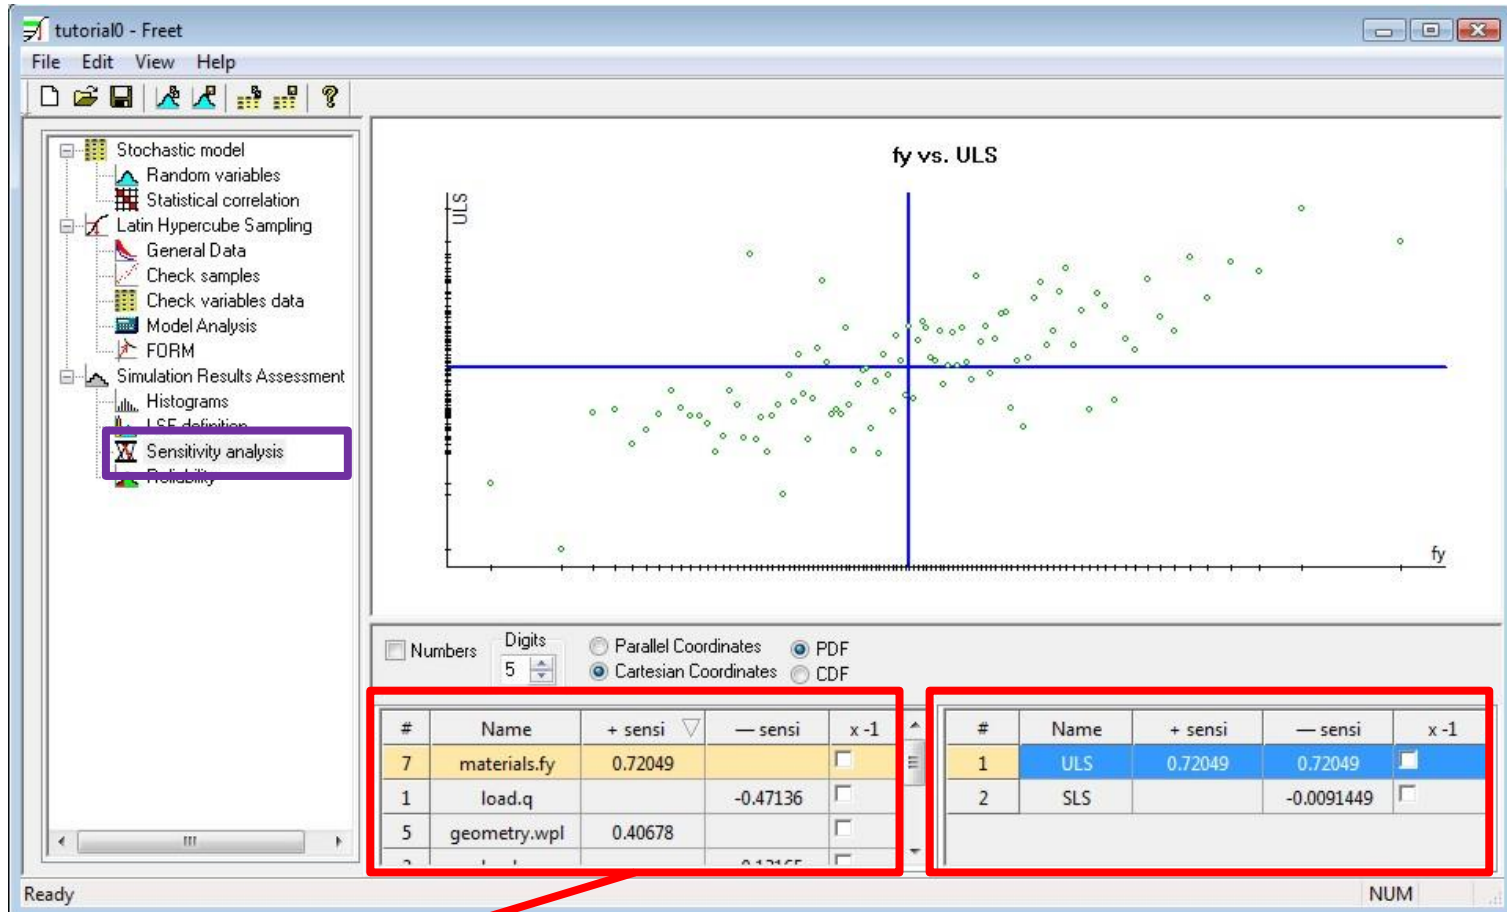 tutorial0 - Freet
File Edit View Help
Stochastic model
Random variables
Statistical correlation
Latin Hypercube Sampling
General Data
Check samples
Check variables data
Model Analysis
FORM
Simulation Results Assessment
Histograms
LSF definition
Sensitivity analysis
Reliability
fy vs. ULS
ULS
fy
Numbers Digits 5 Parallel Coordinates PDF
Cartesian Coordinates CDF
# Name + sensi — sensi x -1
7 materials.fy 0.72049
1 load.q -0.47136
5 geometry.wpl 0.40678
# Name + sensi — sensi x -1
1 ULS 0.72049 0.72049
2 SLS -0.0091449
Ready NUM